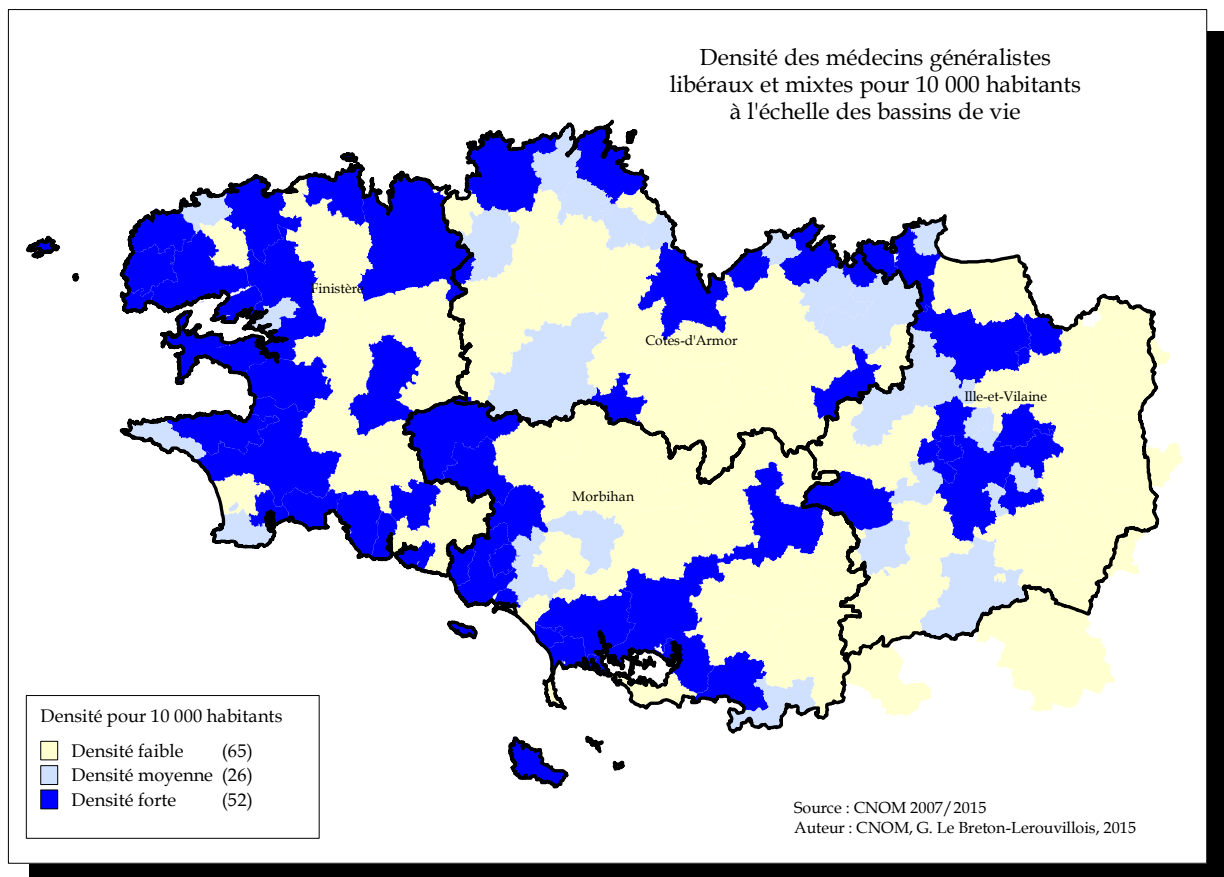 Densité des médecins généralistes
libéraux et mixtes pour 10 000 habitants
à l'échelle des bassins de vie
Finistère
Cotes-d'Armor
Ille-et-Vilaine
Morbihan
Densité pour 10 000 habitants
Densité faible (65)
Densité moyenne (26)
Densité forte (52)
Source : CNOM 2007/2015
Auteur : CNOM, G. Le Breton-Lerouvillois, 2015